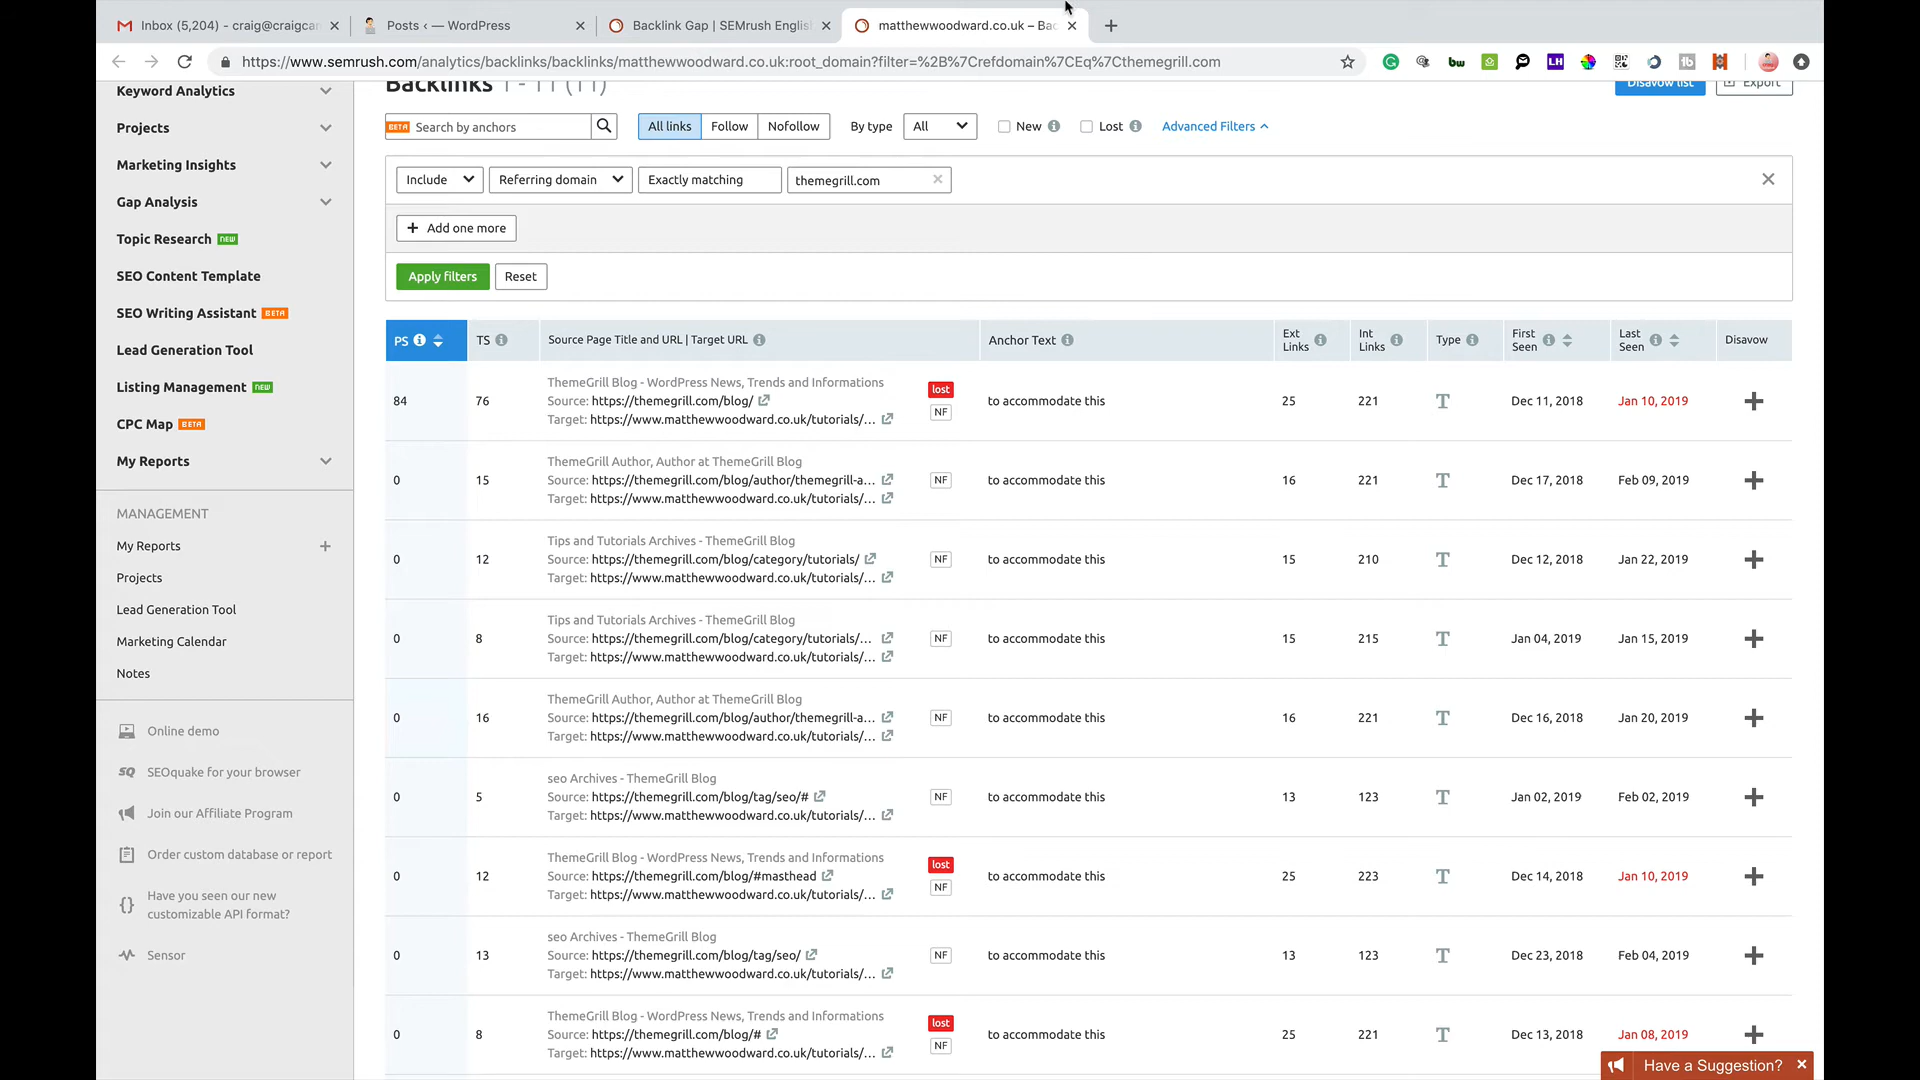 Inbox (5,204) - craig@craigcar
Posts ‹ — WordPress
Backlink Gap | SEMrush Englis
matthewwoodward.co.uk – Bac
https://www.semrush.com/analytics/backlinks/backlinks/matthewwoodward.co.uk:root_domain?filter=%2B%7Crefdomain%7CEq%7Cthemegrill.com
Keyword Analytics
Projects
Marketing Insights
Gap Analysis
Topic Research NEW
SEO Content Template
SEO Writing Assistant BETA
Lead Generation Tool
Listing Management NEW
CPC Map BETA
My Reports
MANAGEMENT
My Reports
Projects
Lead Generation Tool
Marketing Calendar
Notes
Online demo
SEOquake for your browser
Join our Affiliate Program
Order custom database or report
Have you seen our new
customizable API format?
Sensor
Backlinks 1 - 11 (11)
Disavow list Export
BETA Search by anchors All links Follow Nofollow By type All New Lost Advanced Filters
Include Referring domain Exactly matching themegrill.com
+ Add one more
Apply filters Reset
PS TS Source Page Title and URL | Target URL Anchor Text Ext Links Int Links Type First Seen Last Seen Disavow
ThemeGrill Blog - WordPress News, Trends and Informations lost
84 76 Source: https://themegrill.com/blog/ NF to accommodate this 25 221 T Dec 11, 2018 Jan 10, 2019
Target: https://www.matthewwoodward.co.uk/tutorials/...
ThemeGrill Author, Author at ThemeGrill Blog
0 15 Source: https://themegrill.com/blog/author/themegrill-a... NF to accommodate this 16 221 T Dec 17, 2018 Feb 09, 2019
Target: https://www.matthewwoodward.co.uk/tutorials/...
Tips and Tutorials Archives - ThemeGrill Blog
0 12 Source: https://themegrill.com/blog/category/tutorials/ NF to accommodate this 15 210 T Dec 12, 2018 Jan 22, 2019
Target: https://www.matthewwoodward.co.uk/tutorials/...
Tips and Tutorials Archives - ThemeGrill Blog
0 8 Source: https://themegrill.com/blog/category/tutorials/... NF to accommodate this 15 215 T Jan 04, 2019 Jan 15, 2019
Target: https://www.matthewwoodward.co.uk/tutorials/...
ThemeGrill Author, Author at ThemeGrill Blog
0 16 Source: https://themegrill.com/blog/author/themegrill-a... NF to accommodate this 16 221 T Dec 16, 2018 Jan 20, 2019
Target: https://www.matthewwoodward.co.uk/tutorials/...
seo Archives - ThemeGrill Blog
0 5 Source: https://themegrill.com/blog/tag/seo/# NF to accommodate this 13 123 T Jan 02, 2019 Feb 02, 2019
Target: https://www.matthewwoodward.co.uk/tutorials/...
ThemeGrill Blog - WordPress News, Trends and Informations lost
0 12 Source: https://themegrill.com/blog/#masthead NF to accommodate this 25 223 T Dec 14, 2018 Jan 10, 2019
Target: https://www.matthewwoodward.co.uk/tutorials/...
seo Archives - ThemeGrill Blog
0 13 Source: https://themegrill.com/blog/tag/seo/ NF to accommodate this 13 123 T Dec 23, 2018 Feb 04, 2019
Target: https://www.matthewwoodward.co.uk/tutorials/...
ThemeGrill Blog - WordPress News, Trends and Informations lost
0 8 Source: https://themegrill.com/blog/# NF to accommodate this 25 221 T Dec 13, 2018 Jan 08, 2019
Target: https://www.matthewwoodward.co.uk/tutorials/...
Have a Suggestion?